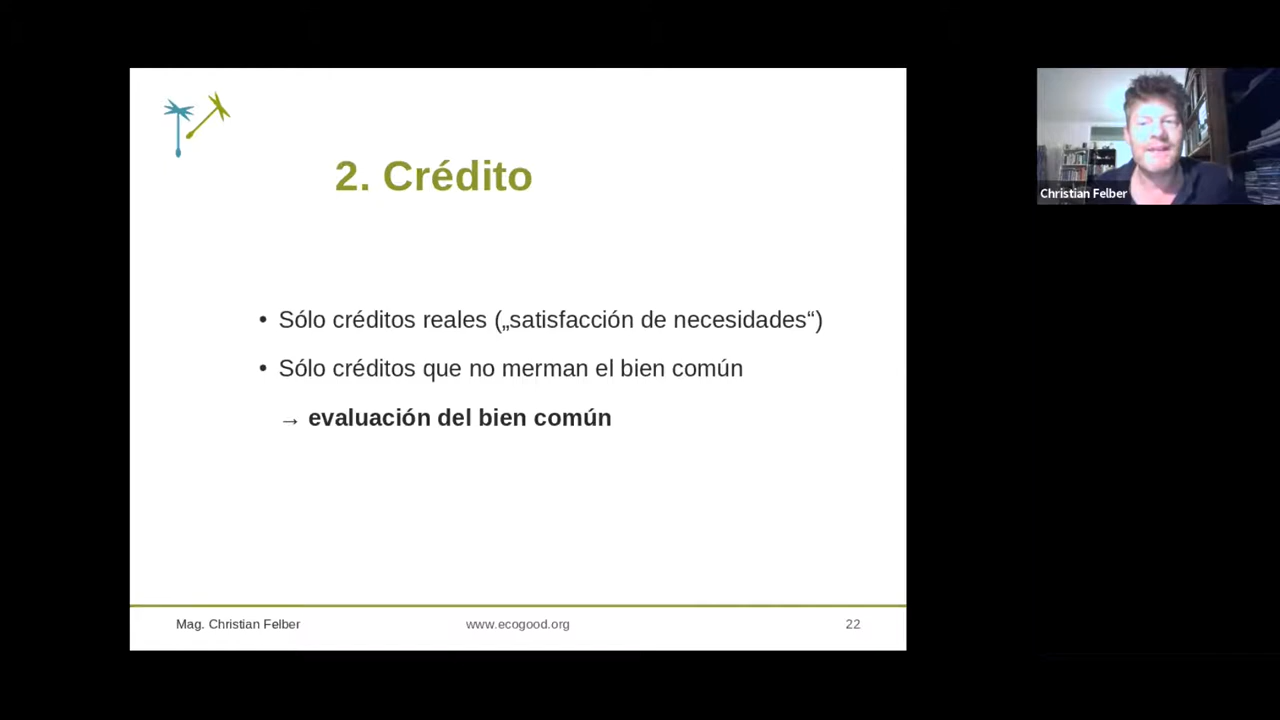 2. Crédito
• Sólo créditos reales („satisfacción de necesidades“)
• Sólo créditos que no merman el bien común
→ evaluación del bien común
Mag. Christian Felber
www.ecogood.org
22
Christian Felber